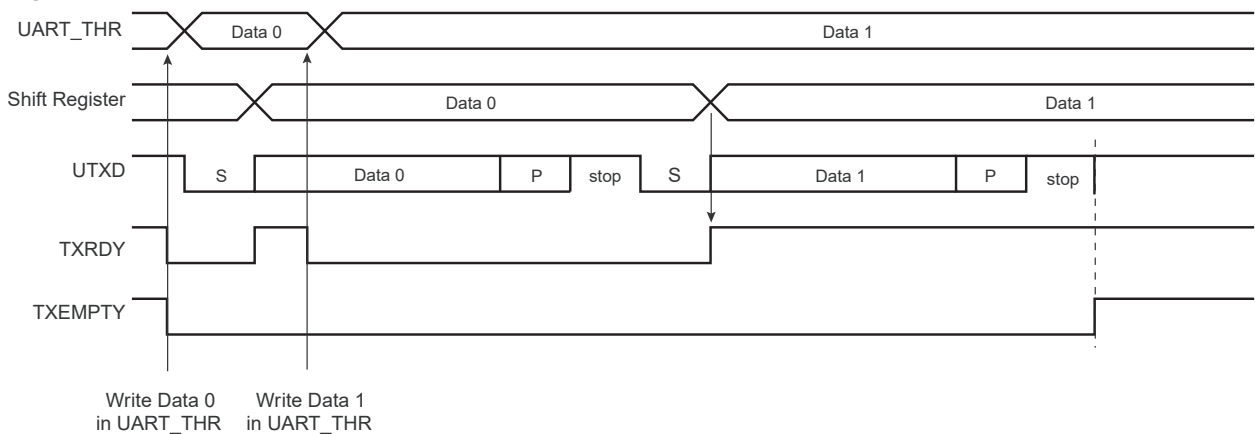 UART_THR
Data 0
Data 1
Shift Register
Data 0
Data 1
UTXD
S
Data 0
P
stop
S
Data 1
P
stop
TXRDY
TXEMPTY
Write Data 0
in UART_THR
Write Data 1
in UART_THR